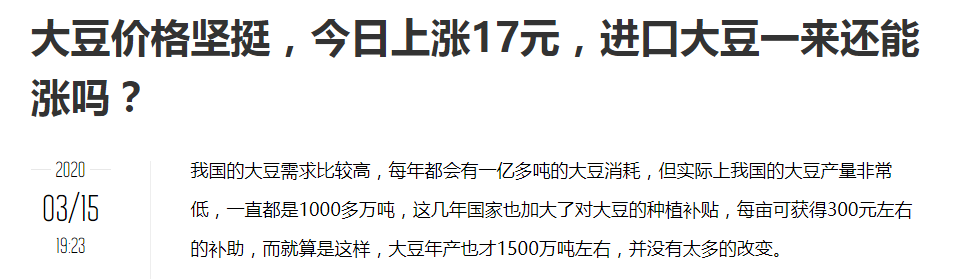 大豆价格坚挺，今日上涨17元，进口大豆一来还能
涨吗？
2020
03/15
19:23
我国的大豆需求比较高，每年都会有一亿多吨的大豆消耗，但实际上我国的大豆产量非常
低，一直都是1000多万吨，这几年国家也加大了对大豆的种植补贴，每亩可获得300元左右
的补助，而就算是这样，大豆年产也才1500万吨左右，并没有太多的改变。